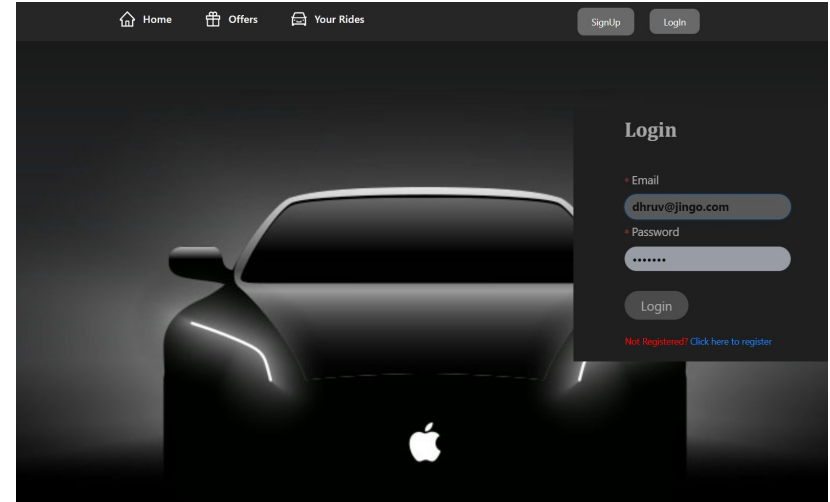 Home Offers Your Rides SignUp LogIn
Login
* Email
dhruv@jingo.com
* Password
•••••••
Login
Not Registered? Click here to register